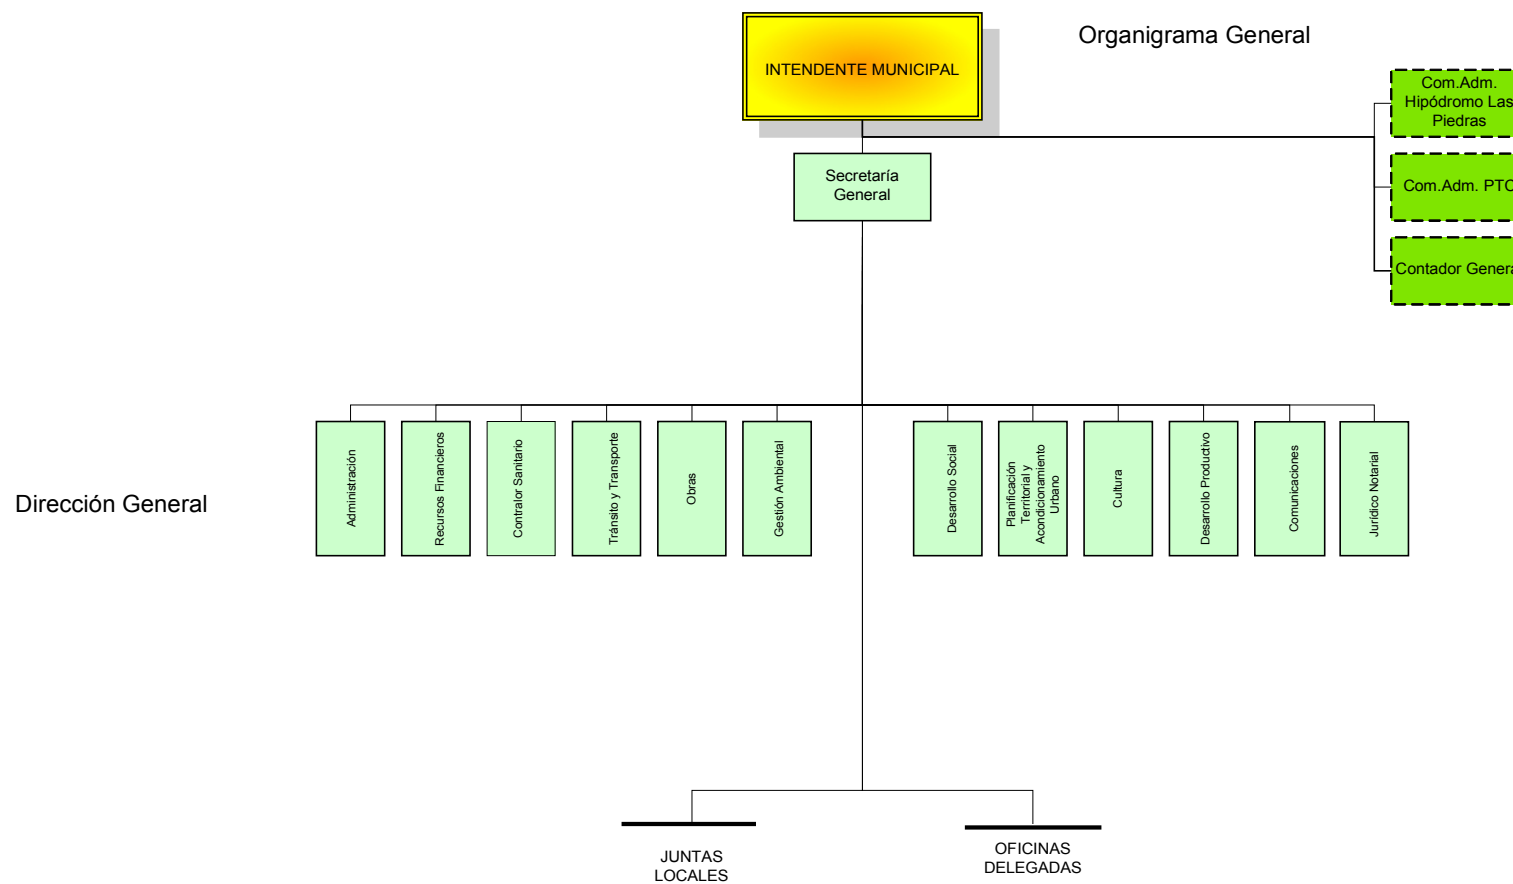 Organigrama General
INTENDENTE MUNICIPAL
Com.Adm.
Hipódromo Las
Piedras
Secretaría
General
Com.Adm.
Contador
Dirección General
Administración
Recursos Financieros
Contralor Sanitario
Tránsito y Transporte
Obras
Gestión Ambiental
Desarrollo Social
Planificación
Territorial y
Acondicionamiento
Urbano
Cultura
Desarrollo Productivo
Comunicaciones
Jurídico Notarial
JUNTAS
LOCALES
OFICINAS
DELEGADAS